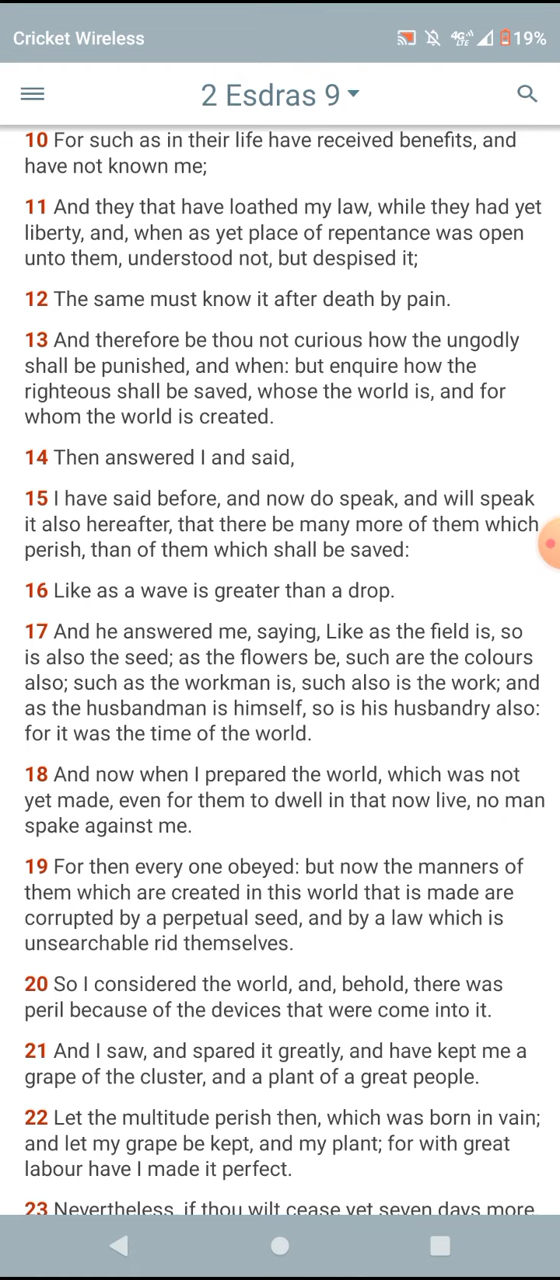 Cricket Wireless 4G LTE 19%
2 Esdras 9
10 For such as in their life have received benefits, and
have not known me;
11 And they that have loathed my law, while they had yet
liberty, and, when as yet place of repentance was open
unto them, understood not, but despised it;
12 The same must know it after death by pain.
13 And therefore be thou not curious how the ungodly
shall be punished, and when: but enquire how the
righteous shall be saved, whose the world is, and for
whom the world is created.
14 Then answered I and said,
15 I have said before, and now do speak, and will speak
it also hereafter, that there be many more of them which
perish, than of them which shall be saved:
16 Like as a wave is greater than a drop.
17 And he answered me, saying, Like as the field is, so
is also the seed; as the flowers be, such are the colours
also; such as the workman is, such also is the work; and
as the husbandman is himself, so is his husbandry also:
for it was the time of the world.
18 And now when I prepared the world, which was not
yet made, even for them to dwell in that now live, no man
spake against me.
19 For then every one obeyed: but now the manners of
them which are created in this world that is made are
corrupted by a perpetual seed, and by a law which is
unsearchable rid themselves.
20 So I considered the world, and, behold, there was
peril because of the devices that were come into it.
21 And I saw, and spared it greatly, and have kept me a
grape of the cluster, and a plant of a great people.
22 Let the multitude perish then, which was born in vain;
and let my grape be kept, and my plant; for with great
labour have I made it perfect.
23 Nevertheless, if thou wilt cease yet seven days more,